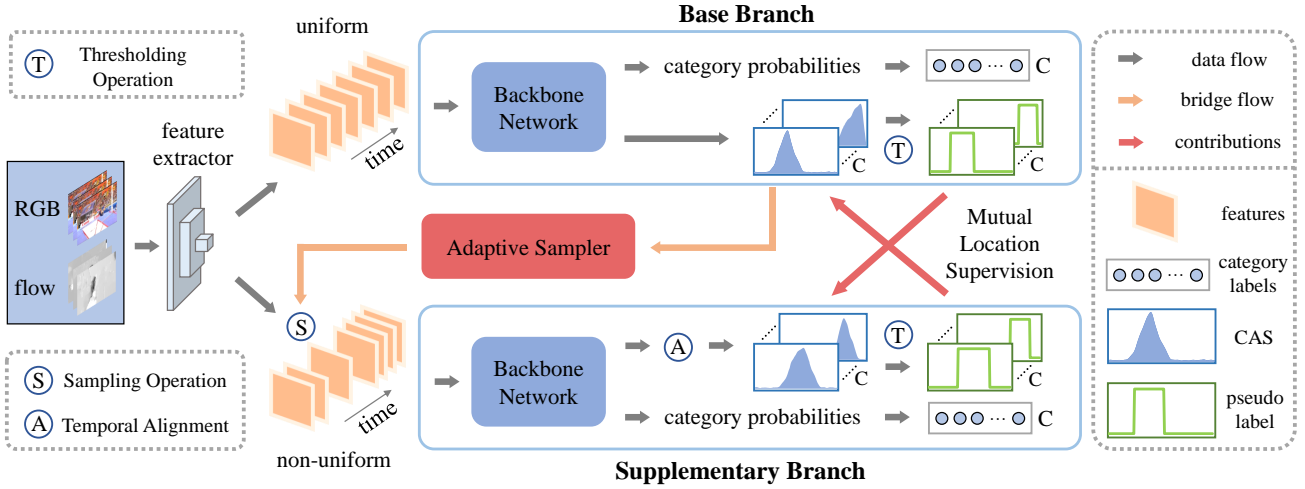 Base Branch
uniform
T
Thresholding
Operation
feature
extractor
RGB
flow
time
Backbone
Network
category probabilities
C
C
T
C
Adaptive Sampler
Mutual
Location
Supervision
S
Sampling Operation
A
Temporal Alignment
S
time
non-uniform
Backbone
Network
A
C
T
C
category probabilities
C
Supplementary Branch
data flow
bridge flow
contributions
features
category
labels
CAS
pseudo
label